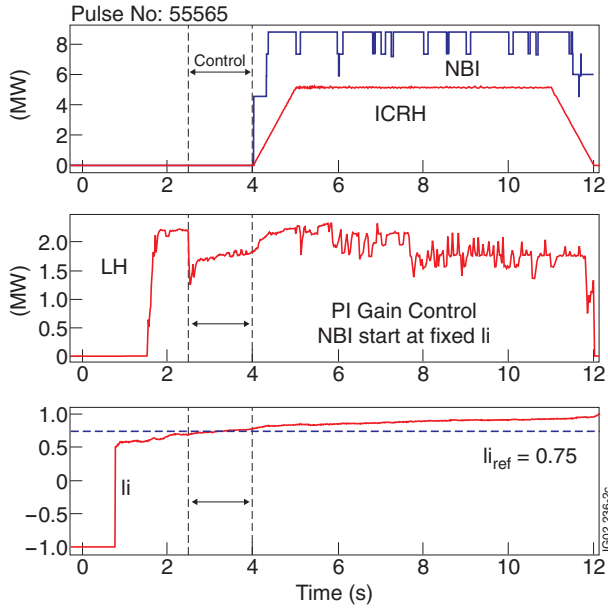 Pulse No: 55565
8
6
4
2
0
(MW)
Control
NBI
ICRH
0 2 4 6 8 10 12
2.0
1.5
1.0
0.5
0
(MW)
LH
PI Gain Control
NBI start at fixed li
0 2 4 6 8 10 12
1.0
0.5
0
−0.5
−1.0
li
li ref = 0.75
0 2 4 6 8 10 12
Time (s)
JG02.236-2c